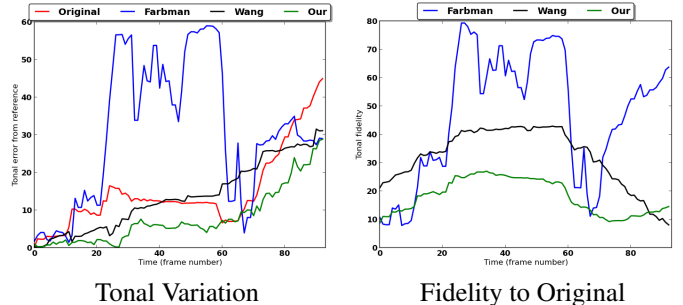 Original Farbman Wang Our
Tonal error from reference
60
50
40
30
20
10
0
0 20 40 60 80
Time (frame number)
Tonal Variation
Farbman Wang Our
Tonal fidelity
80
70
60
50
40
30
20
10
0
0 20 40 60 80
Time (frame number)
Fidelity to Original